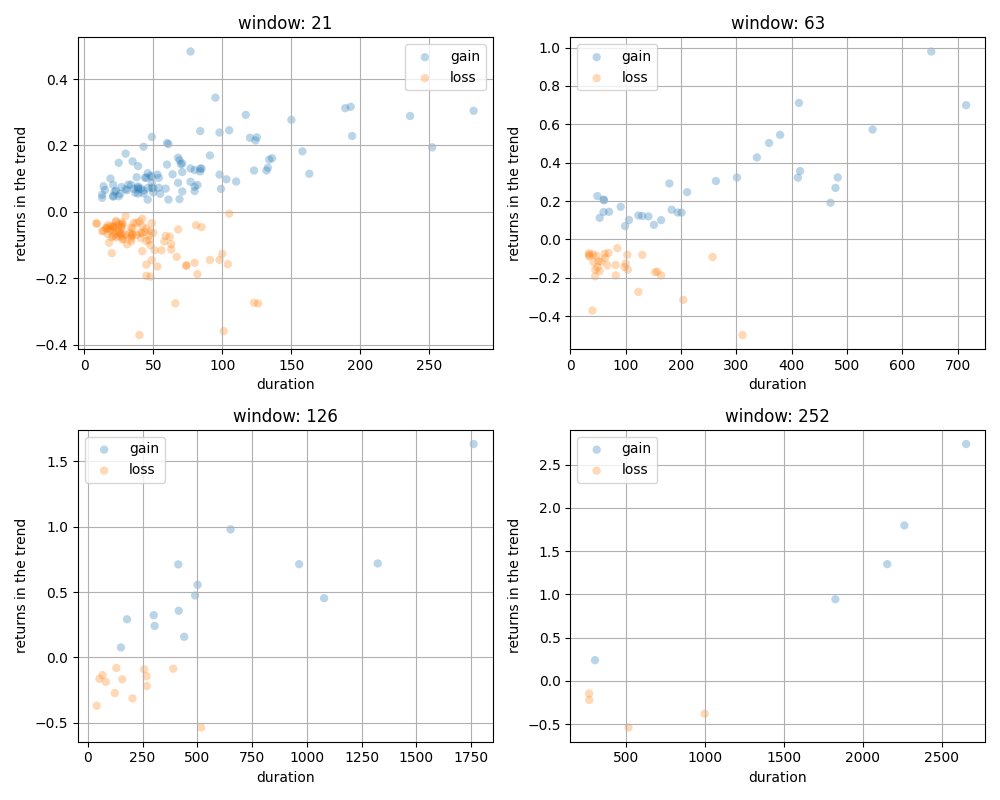 window: 21
gain
loss
0.4
0.2
0.0
−0.2
−0.4
returns in the trend
0 50 100 150 200 250
duration
window: 63
gain
loss
1.0
0.8
0.6
0.4
0.2
0.0
−0.2
−0.4
returns in the trend
0 100 200 300 400 500 600 700
duration
window: 126
gain
loss
1.5
1.0
0.5
0.0
−0.5
returns in the trend
0 250 500 750 1000 1250 1500 1750
duration
window: 252
gain
loss
2.5
2.0
1.5
1.0
0.5
0.0
−0.5
returns in the trend
500 1000 1500 2000 2500
duration